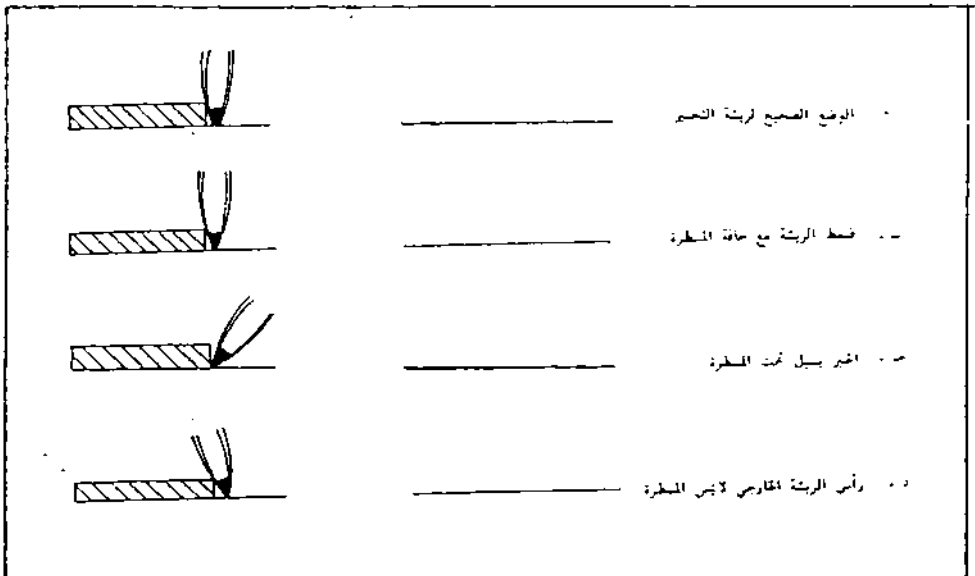 الوضع الصحيح لريشة التحبير
ب . ضغط الريشة مع حافة المسطرة
جـ . الحبر يسيل تحت المسطرة
د . رأس الريشة الخارجي لايمس المسطرة